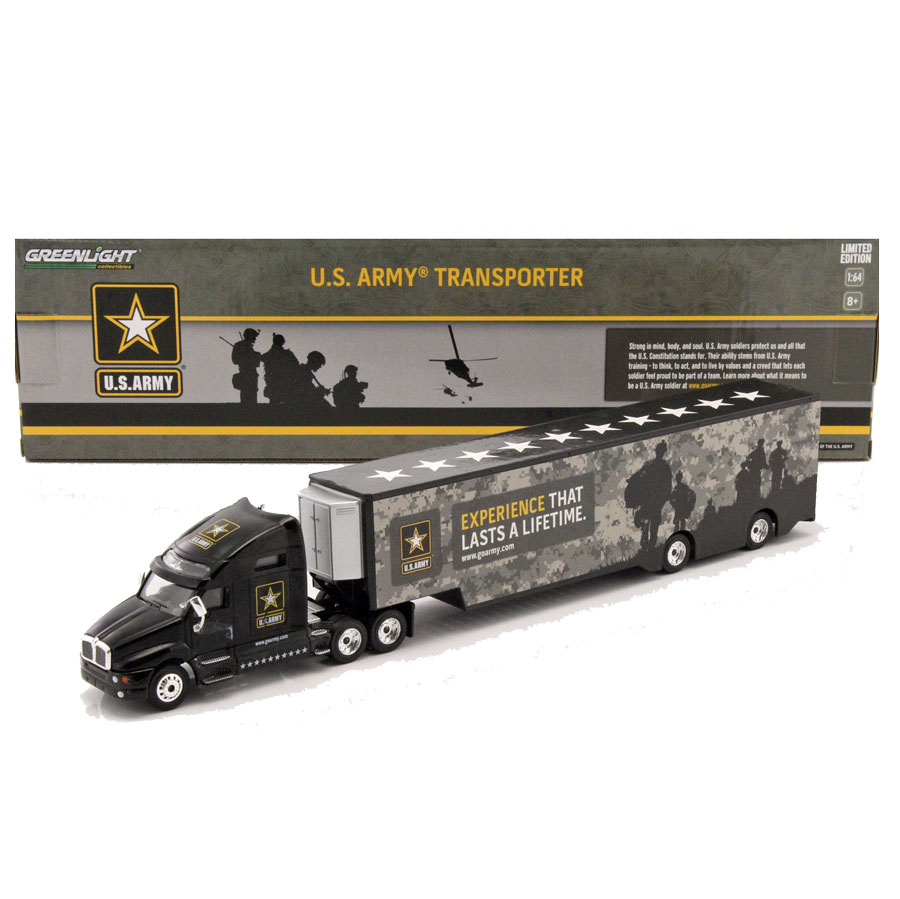 GREENLiGHT
collectibles
U.S. ARMY® TRANSPORTER
LIMITED
EDITION
1:64
8+
U.S.ARMY
Strong in mind, body, and soul. U.S. Army soldiers protect us and all that
the U.S. Constitution stands for. Their ability stems from U.S. Army
training - to think, to act, and to live by values and a creed that lets each
soldier feel proud to be part of a team. Learn more about what it means to
be a U.S. Army soldier at www.goarmy
OF THE U.S. ARMY
EXPERIENCE THAT
LASTS A LIFETIME.
www.goarmy.com
U.S.ARMY
U.S.ARMY
U.S.ARMY
www.goarmy.com